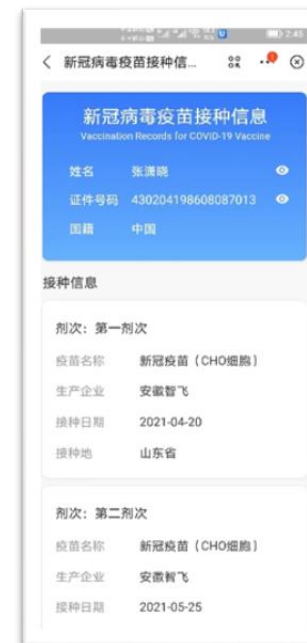 2:45
新冠病毒疫苗接种信...
新冠病毒疫苗接种信息
Vaccination Records for COVID-19 Vaccine
姓名 张潇晓
证件号码 430204198608087013
国籍 中国
接种信息
剂次：第一剂次
疫苗名称 新冠疫苗（CHO细胞）
生产企业 安徽智飞
接种日期 2021-04-20
接种地 山东省
剂次：第二剂次
疫苗名称 新冠疫苗（CHO细胞）
生产企业 安徽智飞
接种日期 2021-05-25